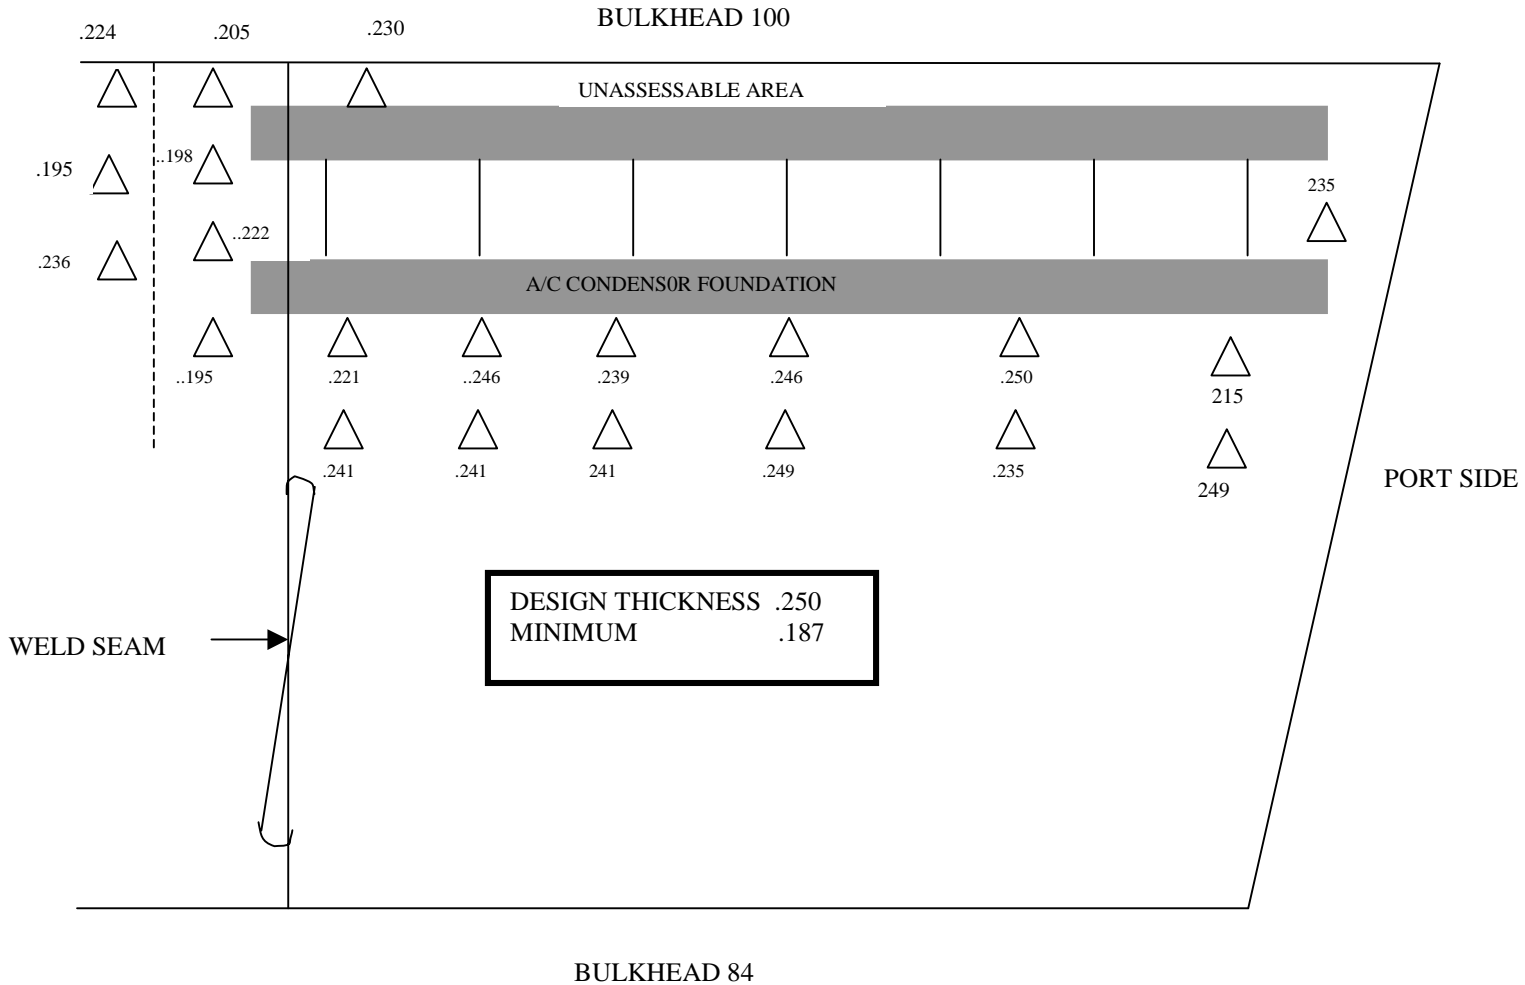 BULKHEAD 100
.224 .205 .230
UNASSESSABLE AREA
.195 ..198
235
.236 ..222
A/C CONDENS0R FOUNDATION
..195 .221 ..246 .239 .246 .250
215
.241 .241 241 .249 .235
249
PORT SIDE
DESIGN THICKNESS .250
MINIMUM .187
WELD SEAM
BULKHEAD 84